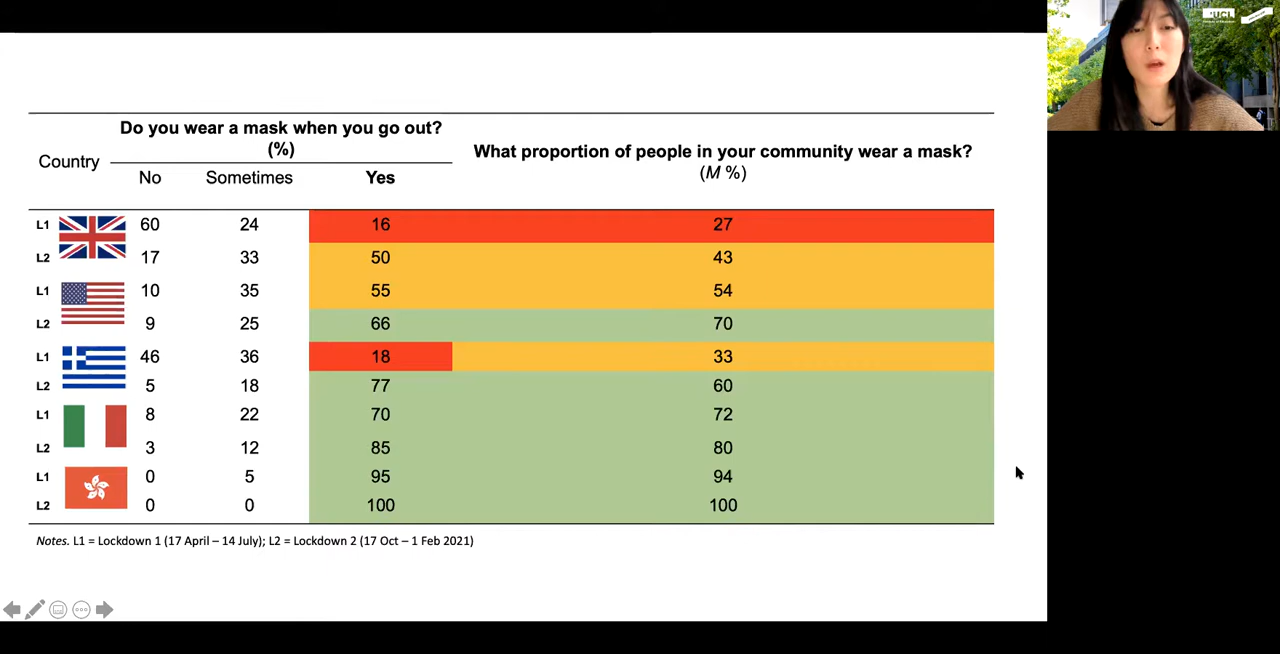 UCL
Do you wear a mask when you go out?
(%)
What proportion of people in your community wear a mask?
(M %)
Country
No Sometimes Yes
L1 60 24 16 27
L2 17 33 50 43
L1 10 35 55 54
L2 9 25 66 70
L1 46 36 18 33
L2 5 18 77 60
L1 8 22 70 72
L2 3 12 85 80
L1 0 5 95 94
L2 0 0 100 100
Notes. L1 = Lockdown 1 (17 April – 14 July); L2 = Lockdown 2 (17 Oct – 1 Feb 2021)